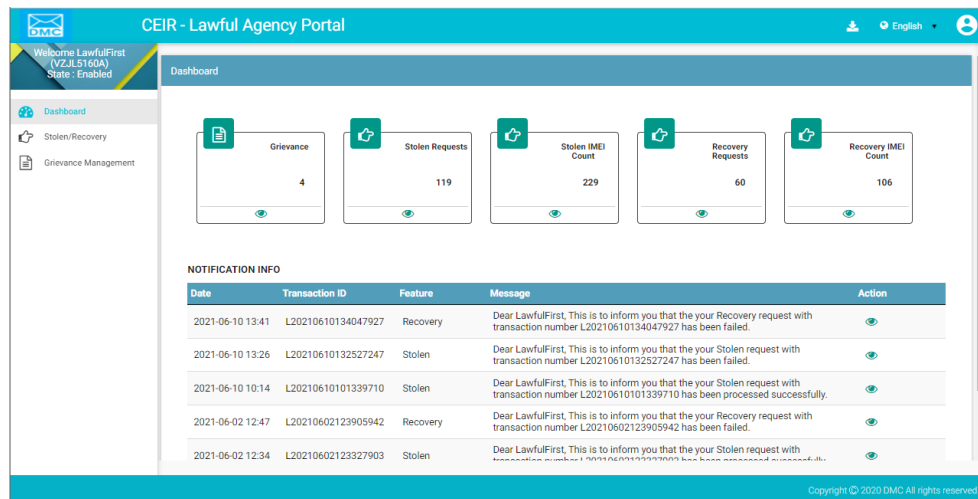 DMC
CEIR - Lawful Agency Portal
English
Welcome LawfulFirst
(VZJL5160A)
State : Enabled
Dashboard
Dashboard
Stolen/Recovery
Grievance Management
Grievance
4
Stolen Requests
119
Stolen IMEI
Count
229
Recovery
Requests
60
Recovery IMEI
Count
106
NOTIFICATION INFO
Date Transaction ID Feature Message Action
2021-06-10 13:41 L20210610134047927 Recovery Dear LawfulFirst, This is to inform you that the your Recovery request with
transaction number L20210610134047927 has been failed.
2021-06-10 13:26 L20210610132527247 Stolen Dear LawfulFirst, This is to inform you that the your Stolen request with
transaction number L20210610132527247 has been failed.
2021-06-10 10:14 L20210610101339710 Stolen Dear LawfulFirst, This is to inform you that the your Stolen request with
transaction number L20210610101339710 has been processed successfully.
2021-06-02 12:47 L20210602123905942 Recovery Dear LawfulFirst, This is to inform you that the your Recovery request with
transaction number L20210602123905942 has been failed.
2021-06-02 12:34 L20210602123327903 Stolen Dear LawfulFirst, This is to inform you that the your Stolen request with
transaction number L20210602123327903 has been processed successfully.
Copyright © 2020 DMC All rights reserved